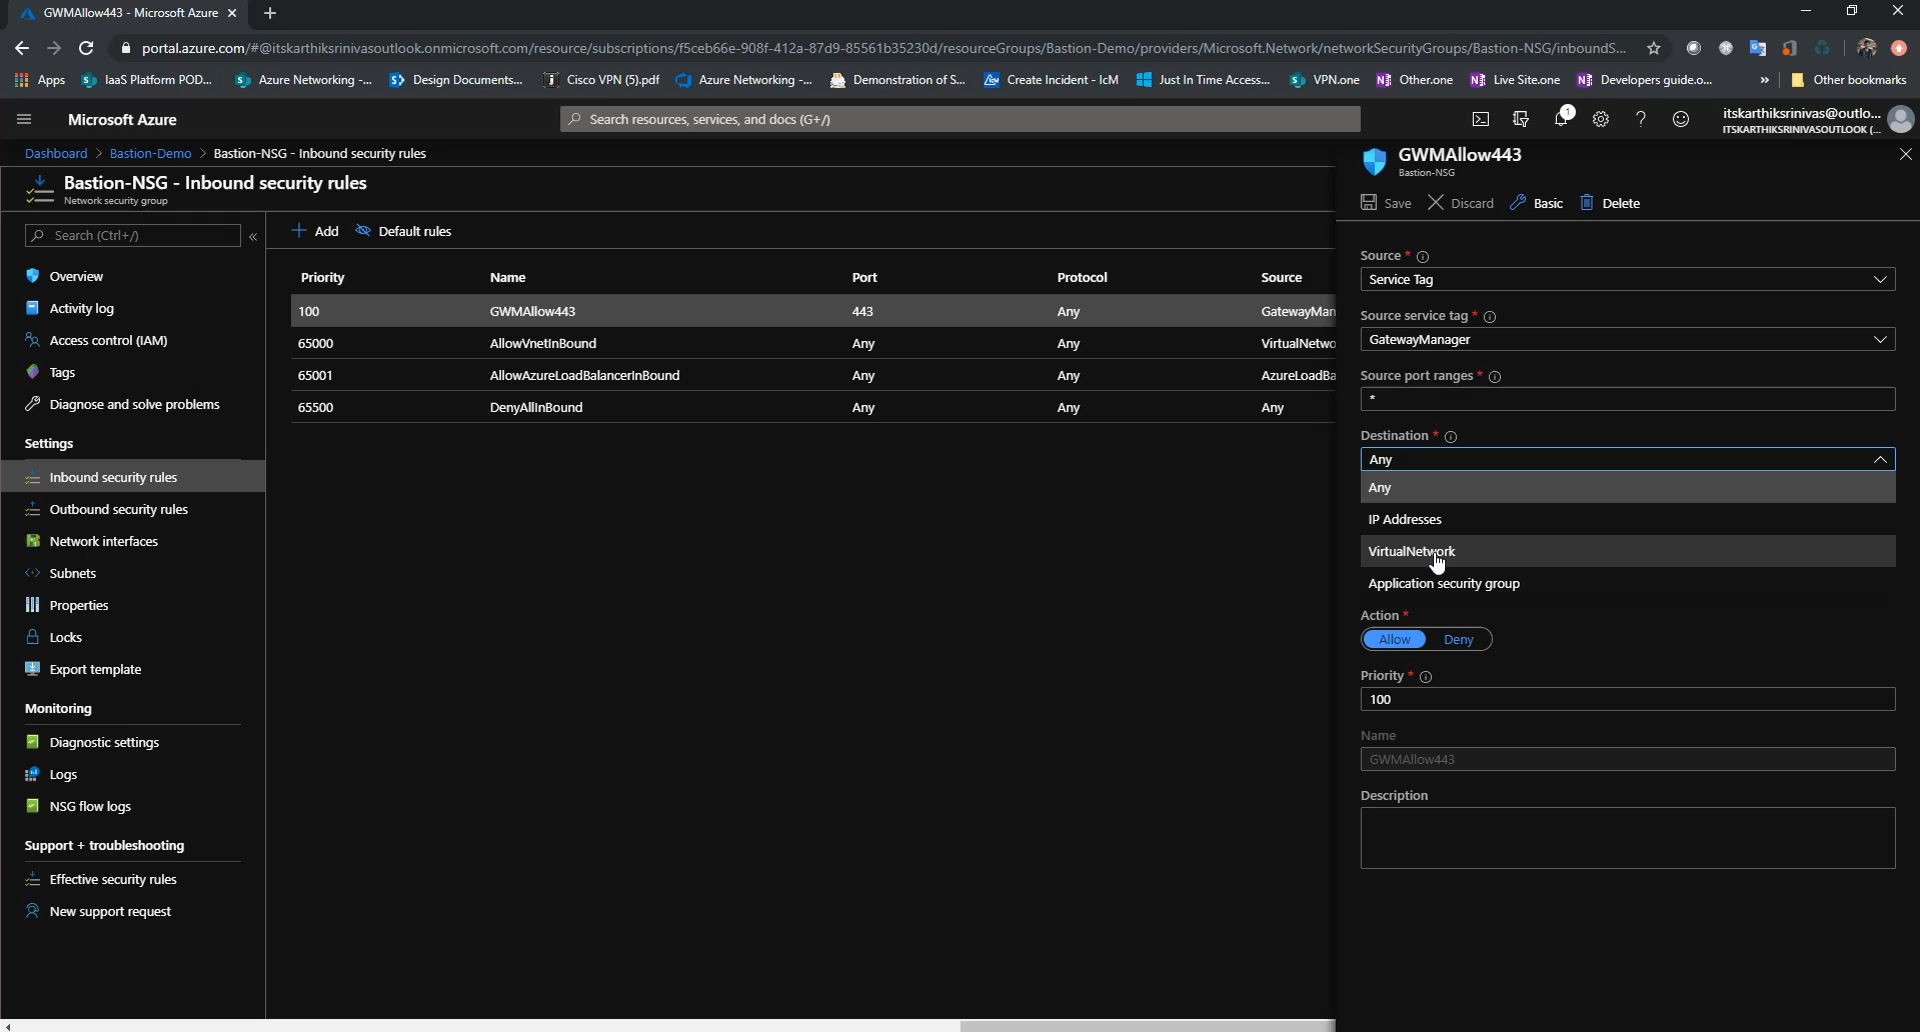 GWMAllow443 - Microsoft Azure
portal.azure.com/#@itskarthiksrinivasoutlook.onmicrosoft.com/resource/subscriptions/f5ceb66e-908f-412a-87d9-85561b35230d/resourceGroups/Bastion-Demo/providers/Microsoft.Network/networkSecurityGroups/Bastion-NSG/inboundS...
Apps IaaS Platform POD... Azure Networking -... Design Documents... Cisco VPN (5).pdf Azure Networking -... Demonstration of S... Create Incident - IcM Just In Time Access... VPN.one Other.one Live Site.one Developers guide.o... » Other bookmarks
Microsoft Azure
Search resources, services, and docs (G+/)
1
itskarthiksrinivas@outlo...
ITSKARTHIKSRINIVASOUTLOOK (...
Dashboard > Bastion-Demo > Bastion-NSG - Inbound security rules
Bastion-NSG - Inbound security rules
Network security group
Search (Ctrl+/)
«
Overview
Activity log
Access control (IAM)
Tags
Diagnose and solve problems
Settings
Inbound security rules
Outbound security rules
Network interfaces
Subnets
Properties
Locks
Export template
Monitoring
Diagnostic settings
Logs
NSG flow logs
Support + troubleshooting
Effective security rules
New support request
Add Default rules
Priority Name Port Protocol Source
100 GWMAllow443 443 Any GatewayMan
65000 AllowVnetInBound Any Any VirtualNetwo
65001 AllowAzureLoadBalancerInBound Any Any AzureLoadBa
65500 DenyAllInBound Any Any Any
GWMAllow443
Bastion-NSG
Save Discard Basic Delete
Source *
Service Tag
Source service tag *
GatewayManager
Source port ranges *
*
Destination *
Any
Any
IP Addresses
VirtualNetwork
Application security group
Action *
Allow Deny
Priority *
100
Name
GWMAllow443
Description